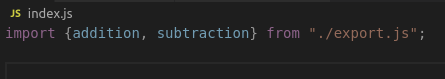 JS index.js
import {addition, subtraction} from "./export.js";